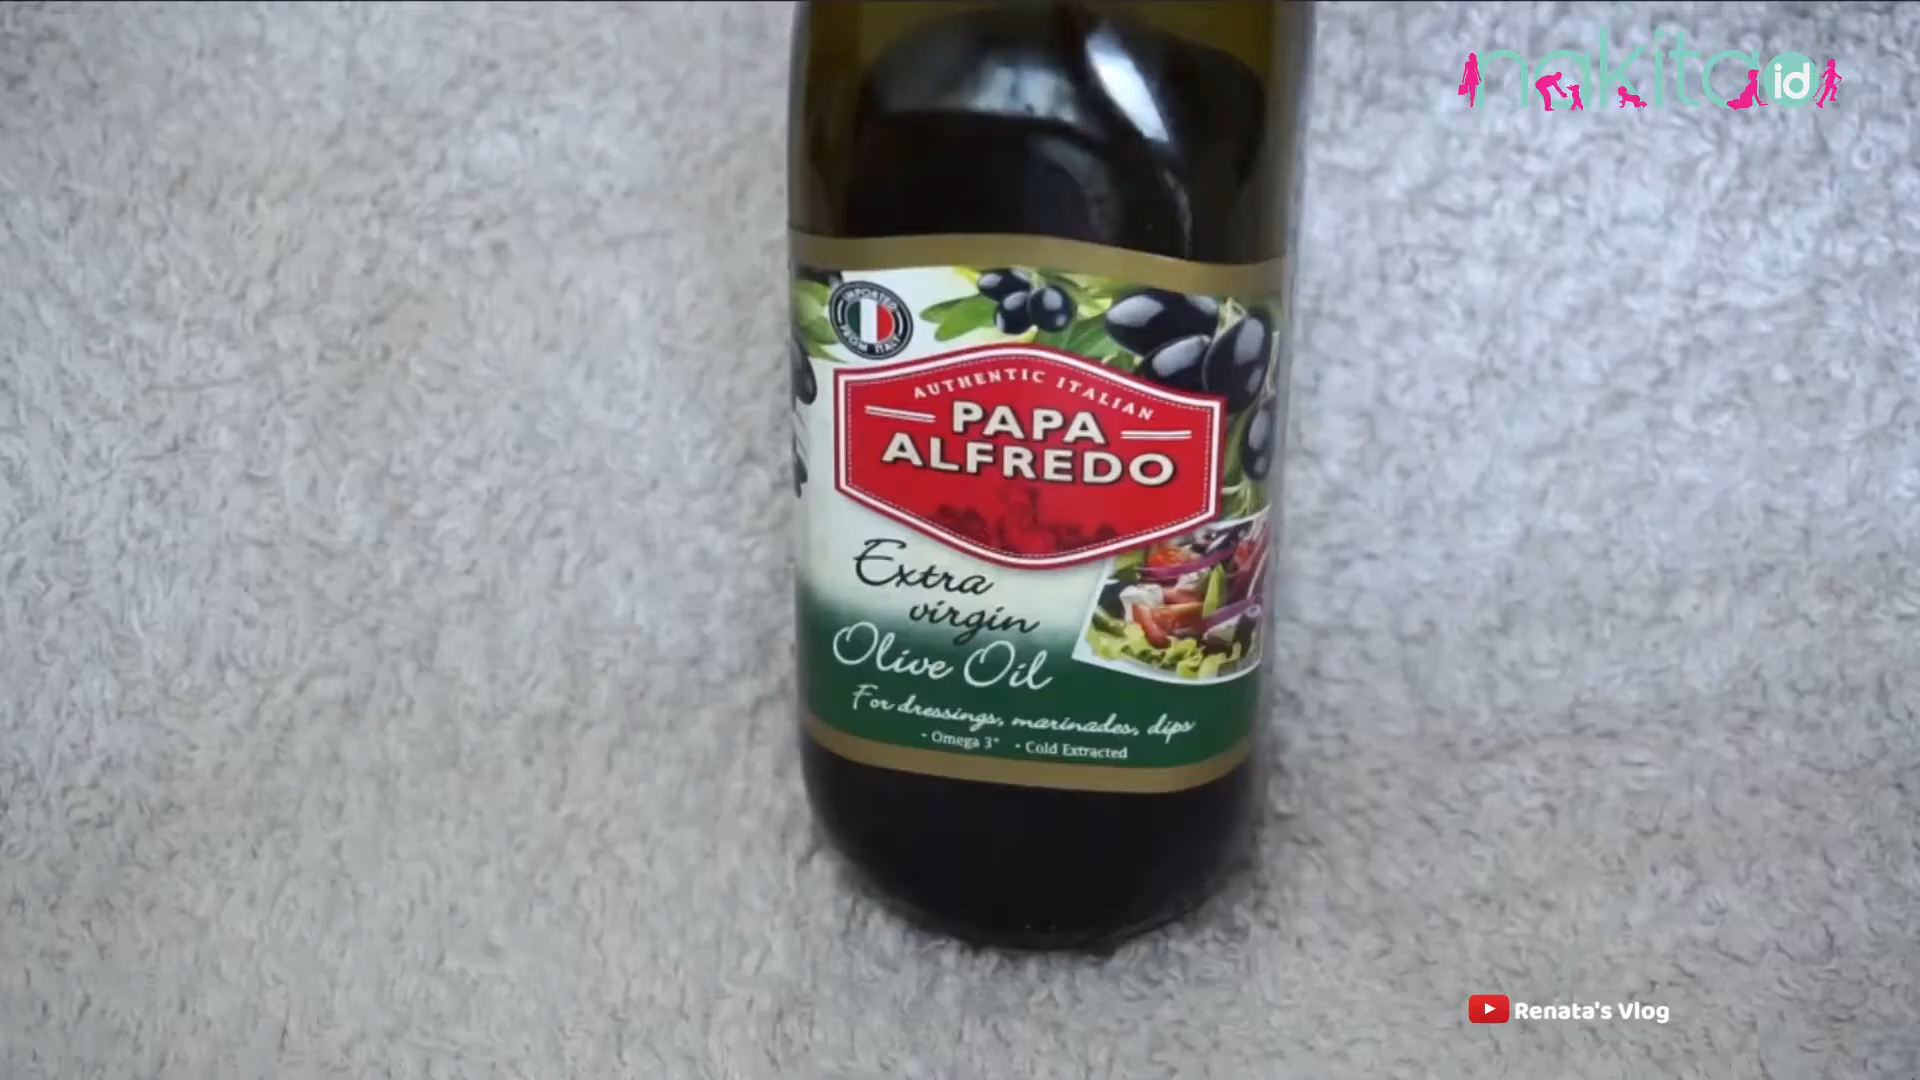 nakita
id
IMPORTED
FROM ITALY
AUTHENTIC ITALIAN
PAPA
ALFREDO
Extra
virgin
Olive Oil
For dressings, marinades, dips
• Omega 3* • Cold Extracted
Renata's Vlog